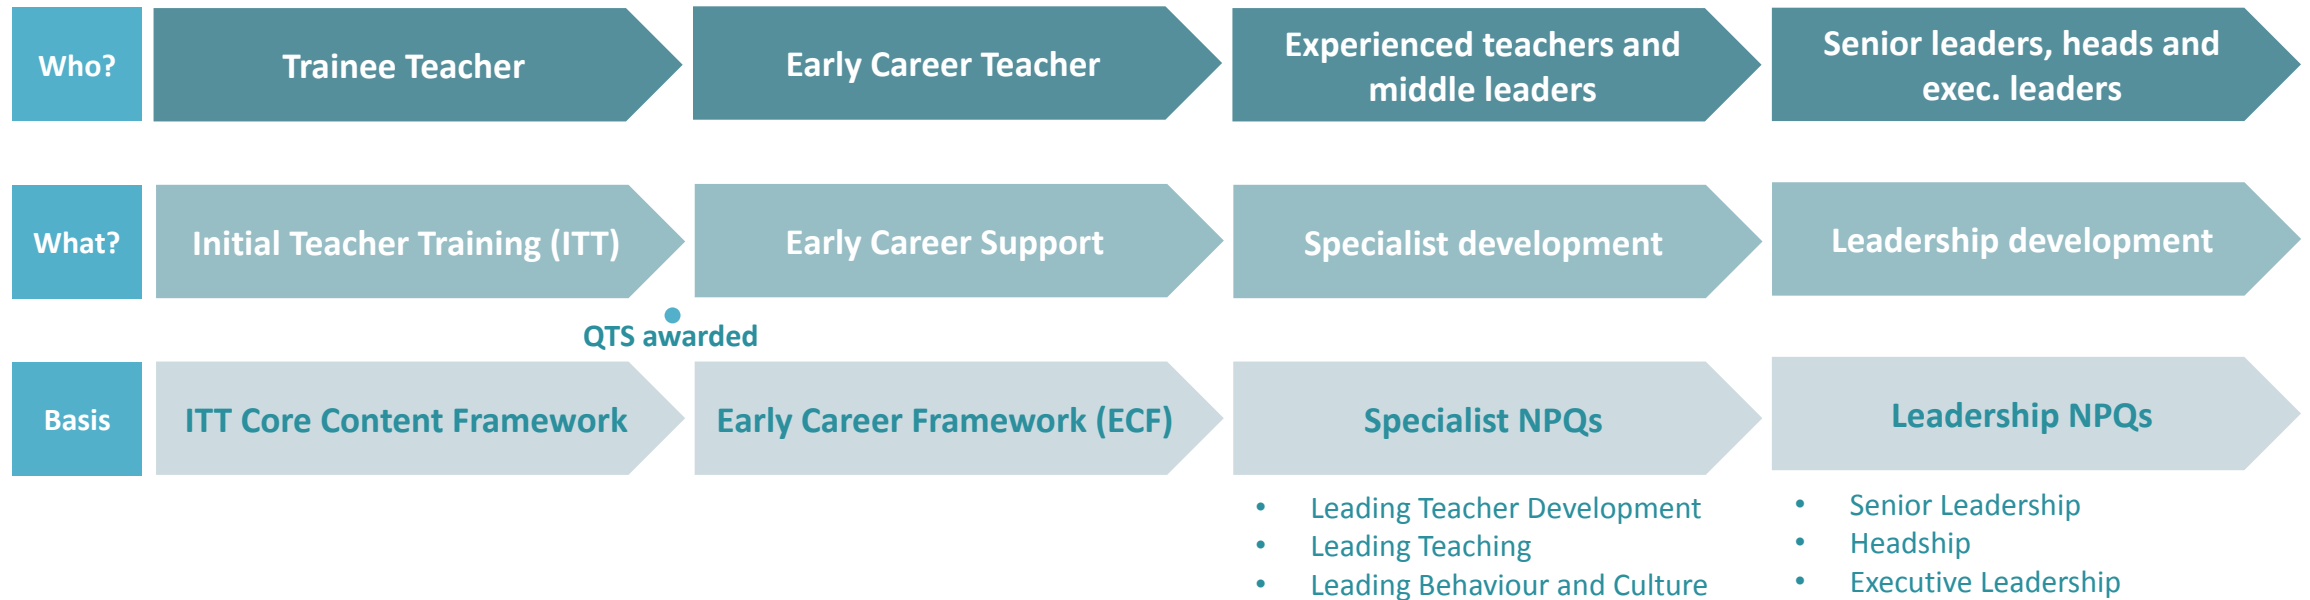 Who?
Trainee Teacher
Early Career Teacher
Experienced teachers and
middle leaders
Senior leaders, heads and
exec. leaders
What?
Initial Teacher Training (ITT)
Early Career Support
Specialist development
Leadership development
QTS awarded
Basis
ITT Core Content Framework
Early Career Framework (ECF)
Specialist NPQs
Leadership NPQs
• Leading Teacher Development
• Leading Teaching
• Leading Behaviour and Culture
• Senior Leadership
• Headship
• Executive Leadership